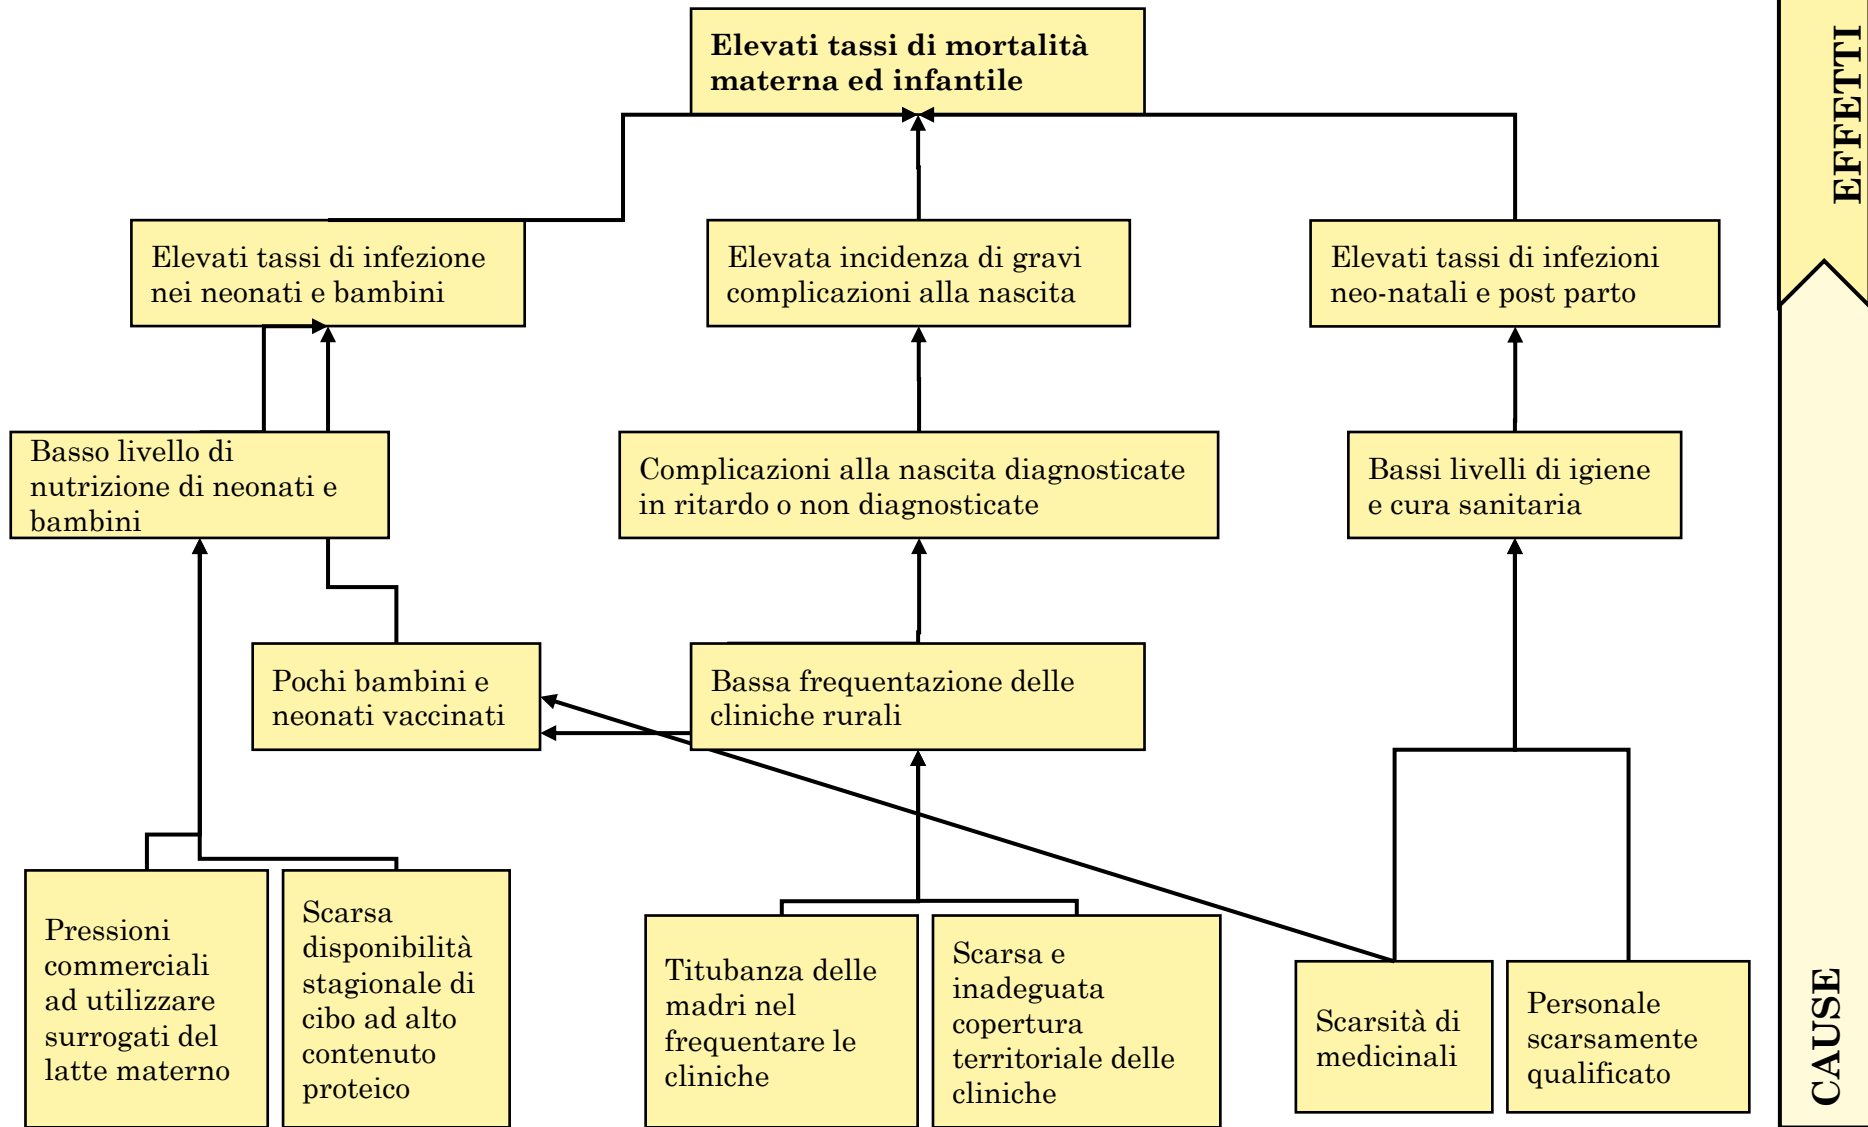 Elevati tassi di mortalità
materna ed infantile
EFFETTI
Elevati tassi di infezione
nei neonati e bambini
Elevata incidenza di gravi
complicazioni alla nascita
Elevati tassi di infezioni
neo-natali e post parto
Basso livello di
nutrizione di neonati e
bambini
Complicazioni alla nascita diagnosticate
in ritardo o non diagnosticate
Bassi livelli di igiene
e cura sanitaria
Pochi bambini e
neonati vaccinati
Bassa frequentazione delle
cliniche rurali
Pressioni
commerciali
ad utilizzare
surrogati del
latte materno
Scarsa
disponibilità
stagionale di
cibo ad alto
contenuto
proteico
Titubanza delle
madri nel
frequentare le
cliniche
Scarsa e
inadeguata
copertura
territoriale delle
cliniche
Scarsità di
medicinali
Personale
scarsamente
qualificato
CAUSE